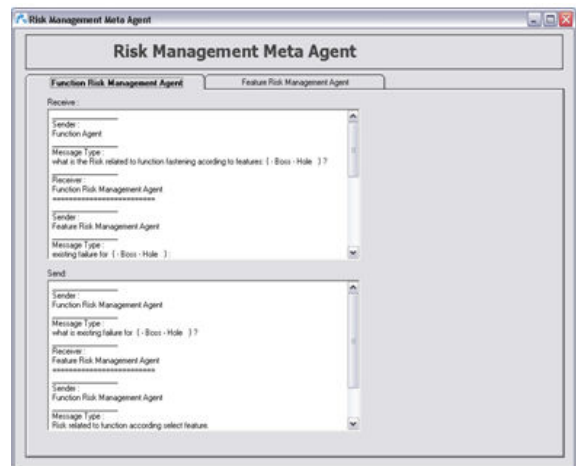 Risk Management Meta Agent
Risk Management Meta Agent
Function Risk Management Agent
Feature Risk Management Agent
Receive :
Sender :
Function Agent
Message Type :
what is the Risk related to function fastening acording to features: { - Boss - Hole } ?
Receiver :
Function Risk Management Agent
==========================
Sender :
Feature Risk Management Agent
Message Type :
existing failure for { - Boss - Hole } :
Send
Sender :
Function Risk Management Agent
Message Type :
what is existing failure for { - Boss - Hole } ?
Receiver :
Feature Risk Management Agent
==========================
Sender :
Function Risk Management Agent
Message Type :
Risk related to function according select feature.